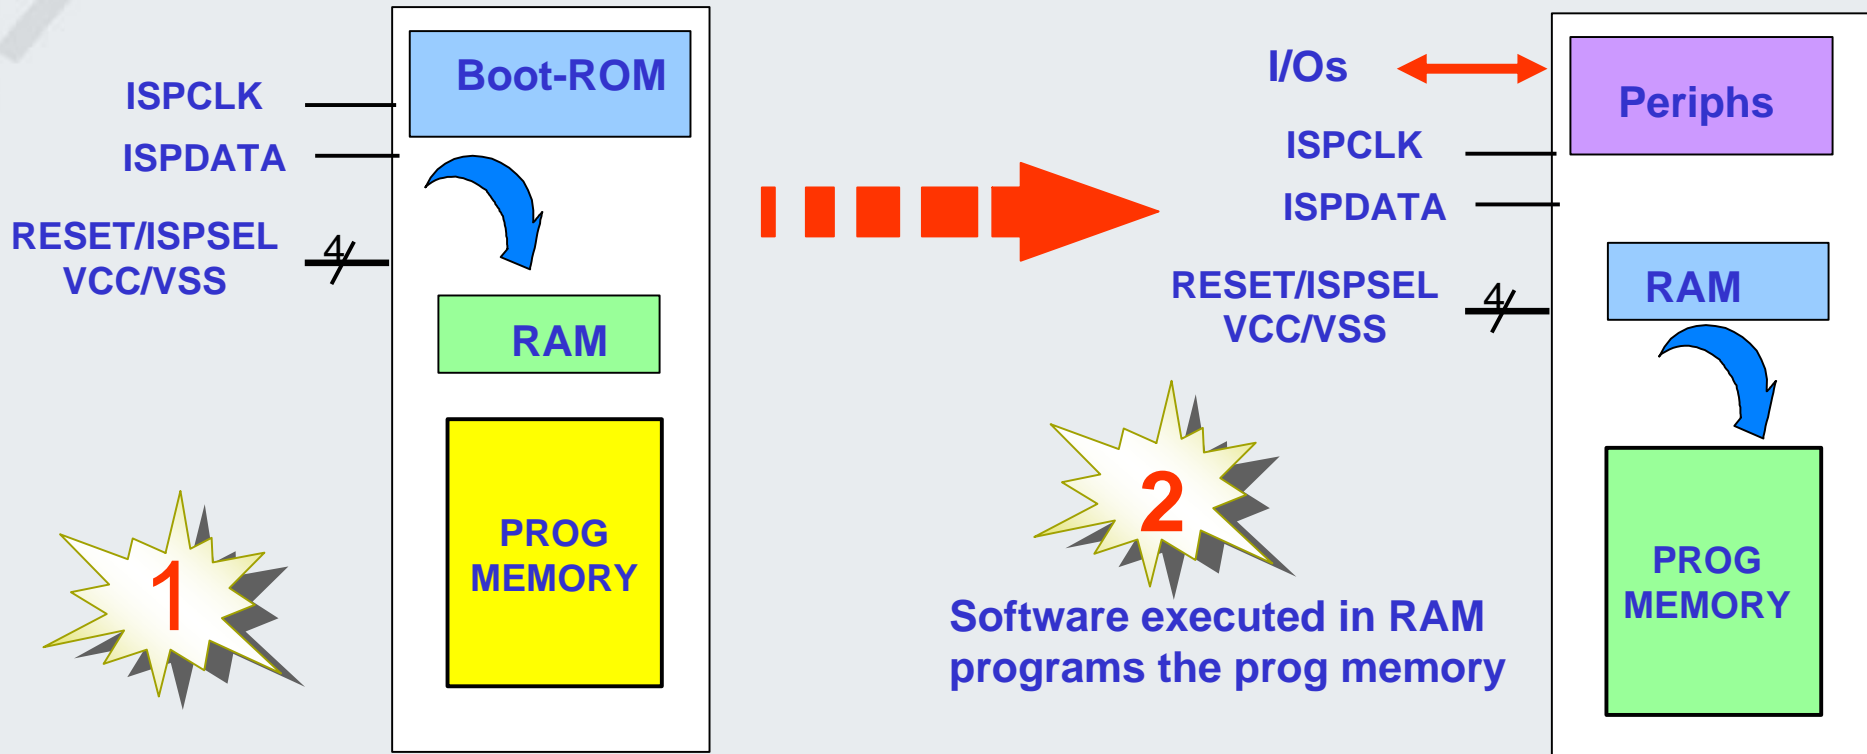 Boot-ROM
ISPCLK
ISPDATA
RESET/ISPSEL
VCC/VSS
4
RAM
PROG
MEMORY
1
I/Os
Periphs
ISPCLK
ISPDATA
RESET/ISPSEL
VCC/VSS
4
RAM
2
PROG
MEMORY
Software executed in RAM
programs the prog memory